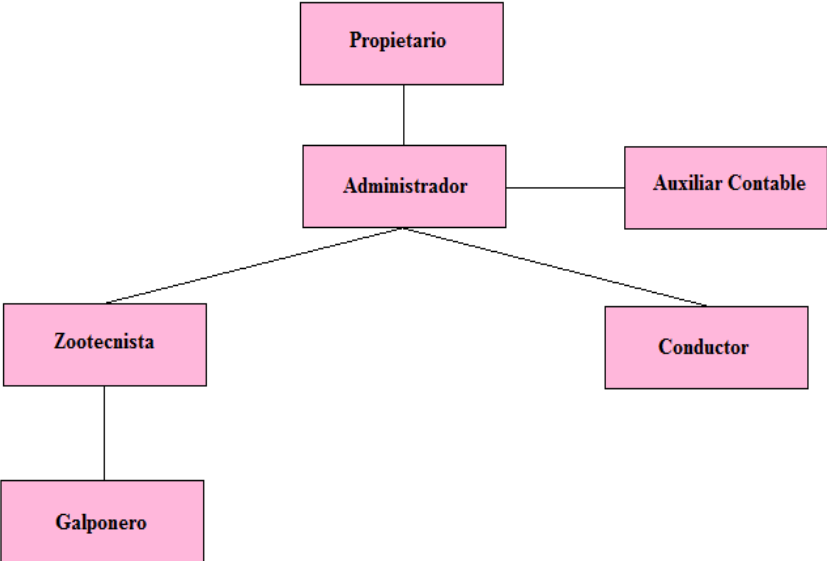 Propietario
Administrador
Auxiliar Contable
Zootecnista
Conductor
Galponero